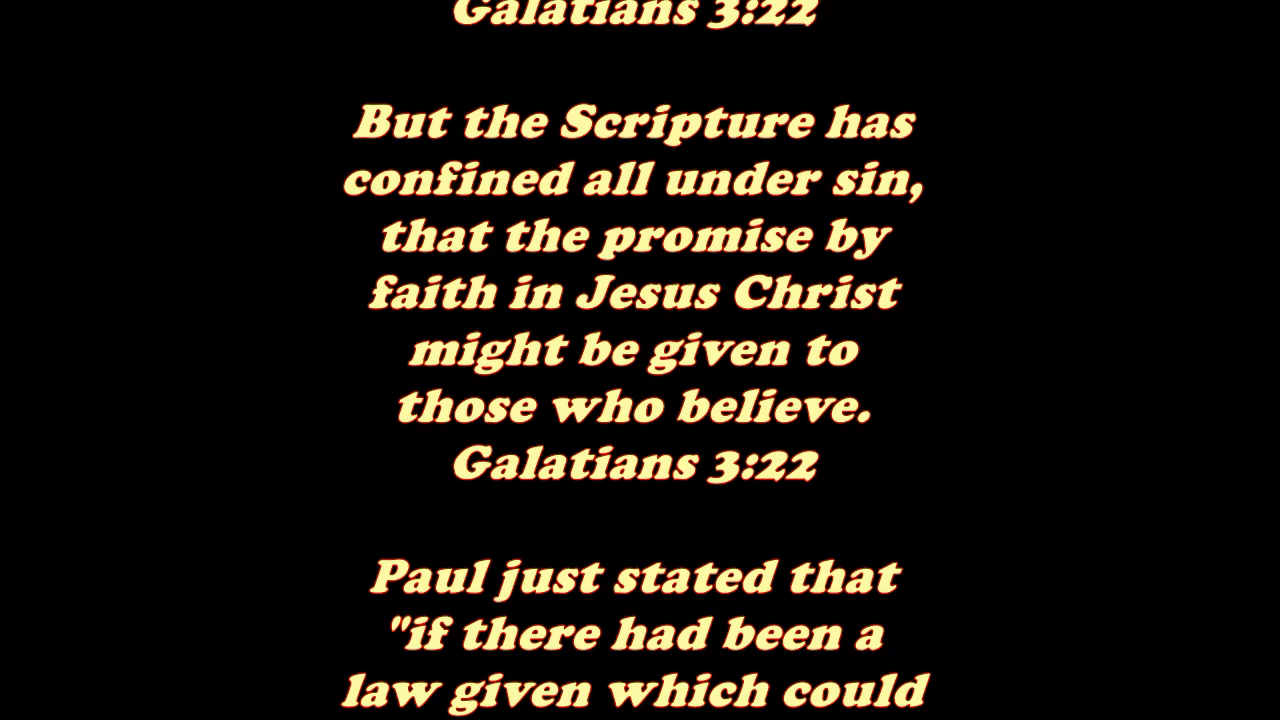 Galatians 3:22
But the Scripture has
confined all under sin,
that the promise by
faith in Jesus Christ
might be given to
those who believe.
Galatians 3:22
Paul just stated that
"if there had been a
law given which could